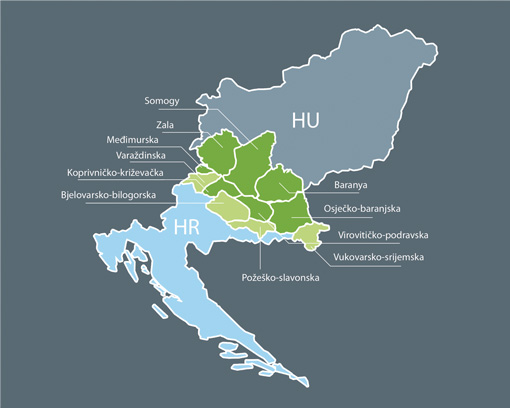 Somogy
HU
Zala
Međimurska
Varaždinska
Koprivničko-križevačka
Baranya
Bjelovarsko-bilogorska
Osječko-baranjska
HR
Virovitičko-podravska
Vukovarsko-srijemska
Požeško-slavonska